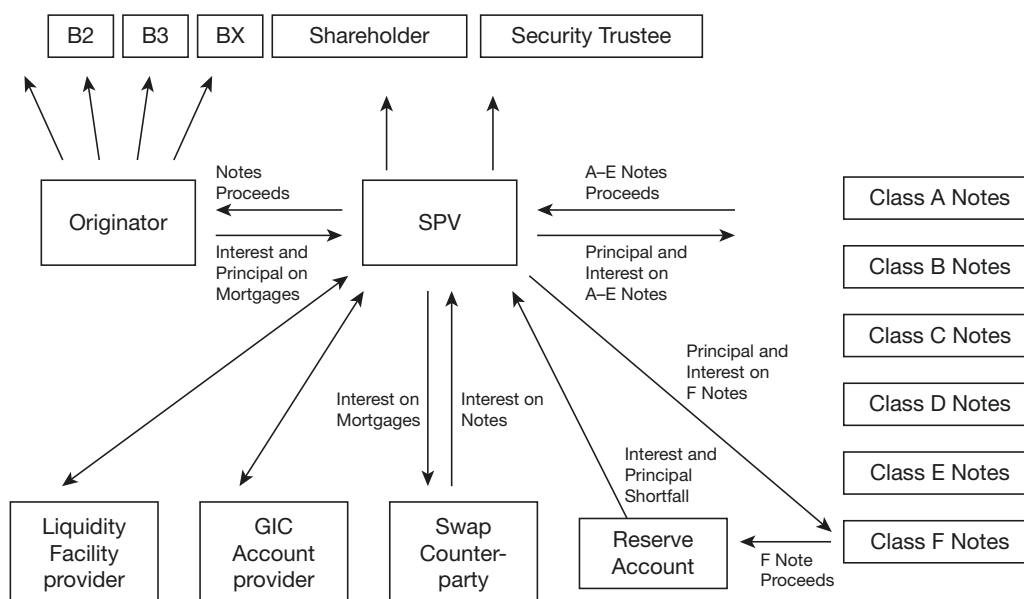 B2
B3
BX
Shareholder
Security Trustee
Originator
Notes
Proceeds
Interest and
Principal on
Mortgages
SPV
A–E Notes
Proceeds
Principal and
Interest on
A–E Notes
Class A Notes
Class B Notes
Class C Notes
Class D Notes
Class E Notes
Class F Notes
Principal and
Interest on
F Notes
Interest on
Mortgages
Interest on
Notes
Interest and
Principal
Shortfall
Liquidity
Facility
provider
GIC
Account
provider
Swap
Counter-
party
Reserve
Account
F Note
Proceeds